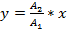 y = A₂/A₁ * x